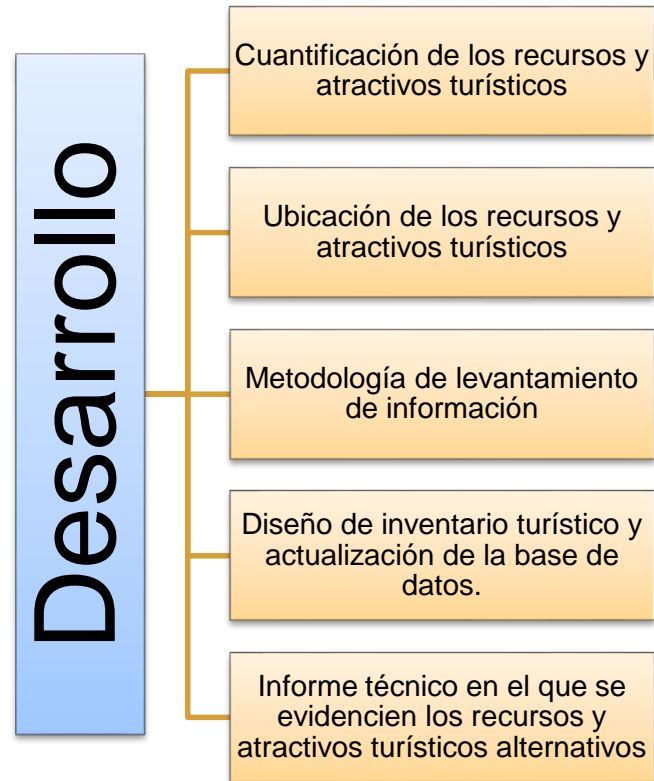 Desarrollo
Cuantificación de los recursos y
atractivos turísticos
Ubicación de los recursos y
atractivos turísticos
Metodología de levantamiento
de información
Diseño de inventario turístico y
actualización de la base de
datos.
Informe técnico en el que se
evidencien los recursos y
atractivos turísticos alternativos